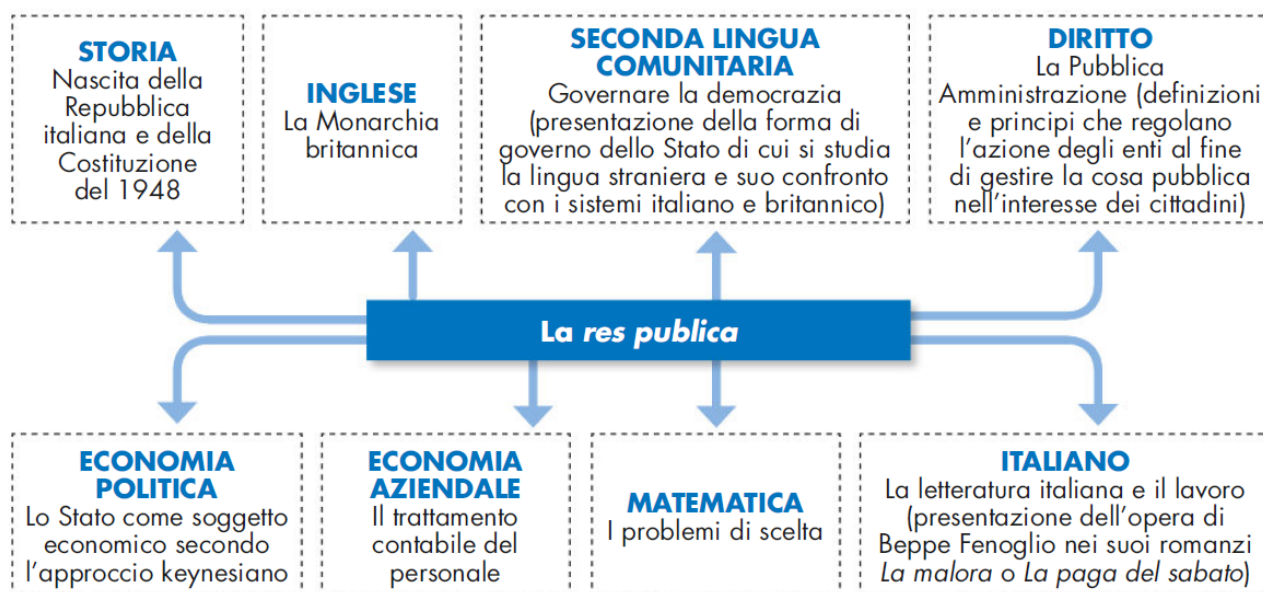 STORIA
Nascita della
Repubblica
italiana e della
Costituzione
del 1948
INGLESE
La Monarchia
britannica
SECONDA LINGUA
COMUNITARIA
Governare la democrazia
(presentazione della forma di
governo dello Stato di cui si studia
la lingua straniera e suo confronto
con i sistemi italiano e britannico)
DIRITTO
La Pubblica
Amministrazione (definizioni
e principi che regolano
l’azione degli enti al fine
di gestire la cosa pubblica
nell’interesse dei cittadini)
La res publica
ECONOMIA
POLITICA
Lo Stato come soggetto
economico secondo
l’approccio keynesiano
ECONOMIA
AZIENDALE
Il trattamento
contabile del
personale
MATEMATICA
I problemi di scelta
ITALIANO
La letteratura italiana e il lavoro
(presentazione dell’opera di
Beppe Fenoglio nei suoi romanzi
La malora o La paga del sabato)